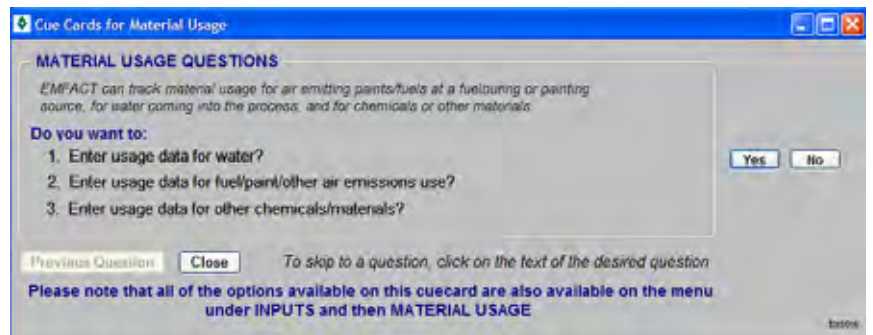 Cue Cards for Material Usage
MATERIAL USAGE QUESTIONS
EMFACT can track material usage for air emitting paints/fuels at a fuelburing or painting
source, for water coming into the process, and for chemicals or other materials.
Do you want to:
1. Enter usage data for water?
Yes No
2. Enter usage data for fuel/paint/other air emissions use?
3. Enter usage data for other chemicals/materials?
Previous Question Close To skip to a question, click on the text of the desired question
Please note that all of the options available on this cuecard are also available on the menu
under INPUTS and then MATERIAL USAGE